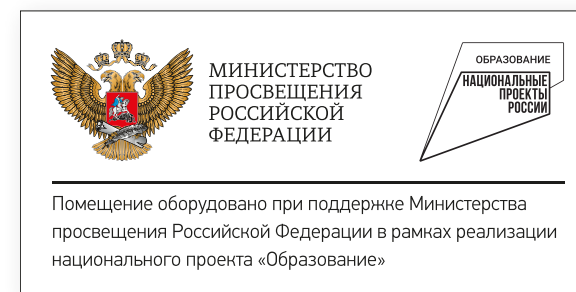 МИНИСТЕРСТВО
ПРОСВЕЩЕНИЯ
РОССИЙСКОЙ
ФЕДЕРАЦИИ
ОБРАЗОВАНИЕ
НАЦИОНАЛЬНЫЕ
ПРОЕКТЫ
РОССИИ
Помещение оборудовано при поддержке Министерства
просвещения Российской Федерации в рамках реализации
национального проекта «Образование»